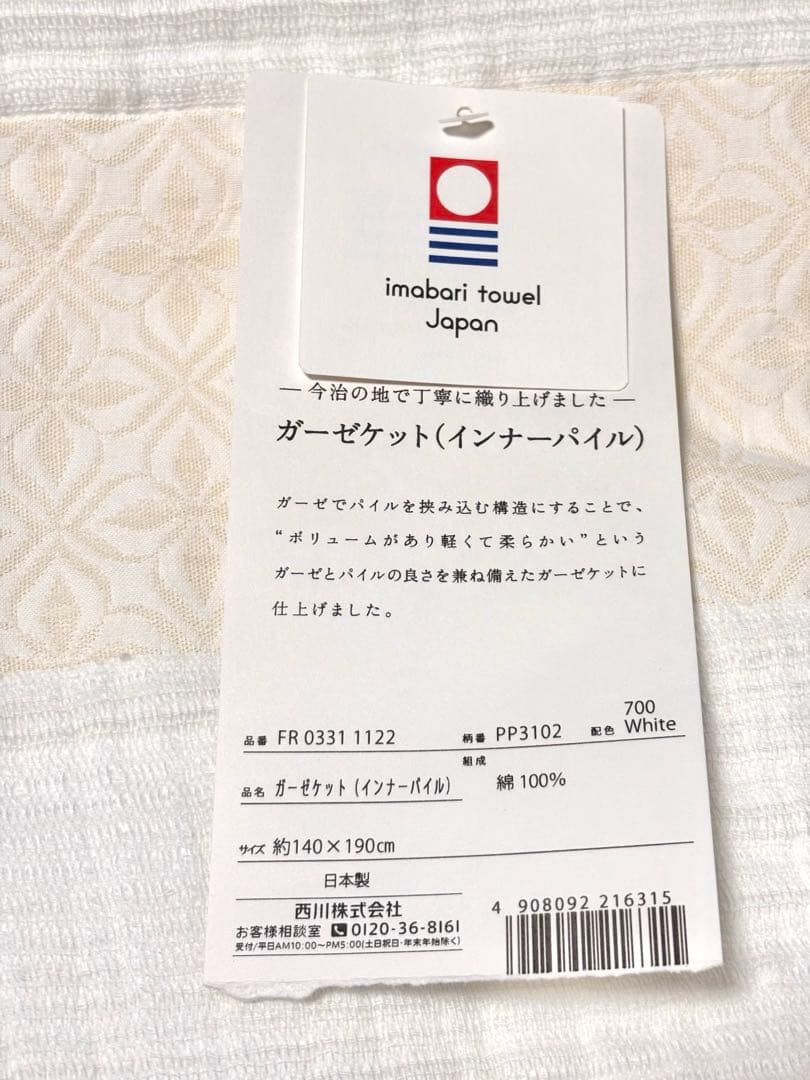 imabari towel
Japan
― 今治の地で丁寧に織り上げました ―
ガーゼケット(インナーパイル)
ガーゼでパイルを挟み込む構造にすることで、
“ボリュームがあり軽くて柔らかい”という
ガーゼとパイルの良さを兼ね備えたガーゼケットに
仕上げました。
品番 FR 0331 1122 柄番 PP3102 配色 700 White
品名 ガーゼケット(インナーパイル) 組成 綿100%
サイズ 約140×190cm
日本製
西川株式会社
お客様相談室 0120-36-8161
受付/平日AM10:00~PM5:00(土日祝日・年末年始除く)
4 908092 216315